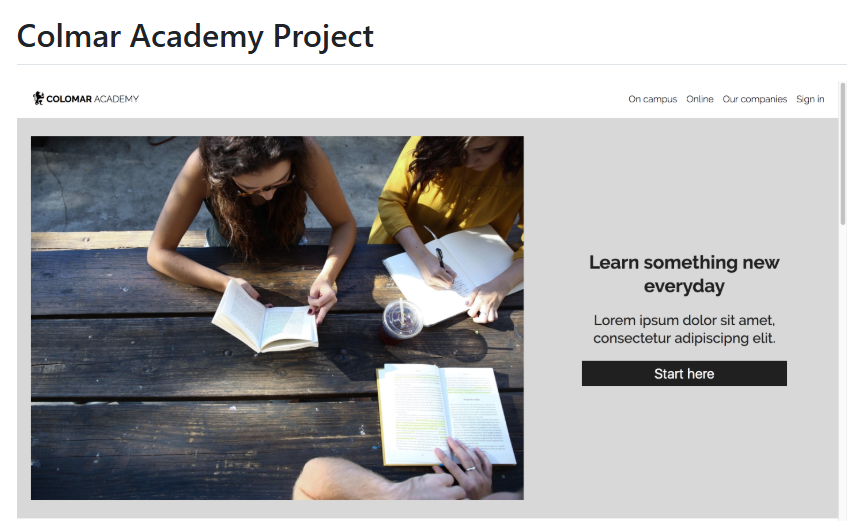 Colmar Academy Project
COLOMAR ACADEMY
On campus Online Our companies Sign in
Learn something new
everyday
Lorem ipsum dolor sit amet,
consectetur adipiscipng elit.
Start here